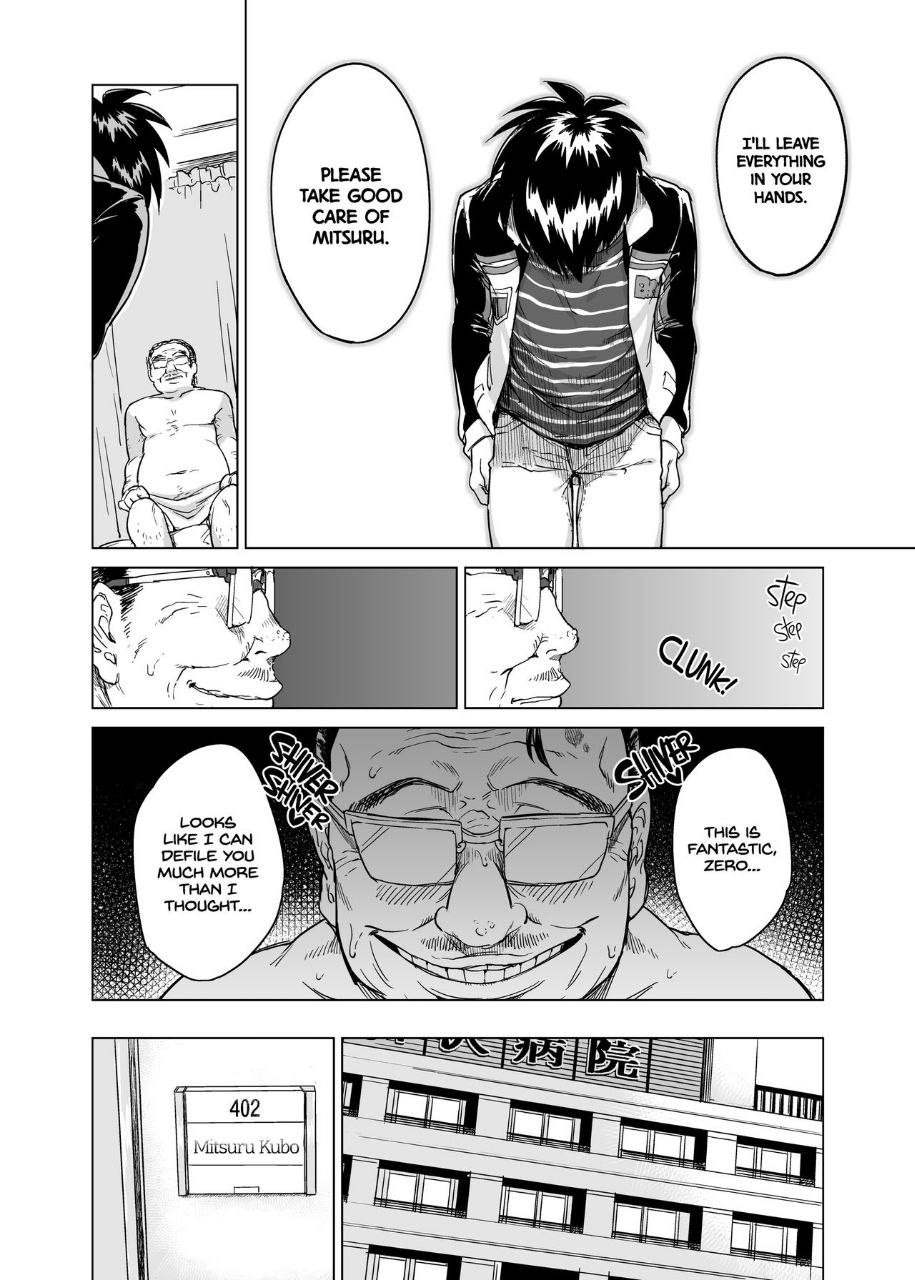 I'LL LEAVE
EVERYTHING
IN YOUR
HANDS.
PLEASE
TAKE GOOD
CARE OF
MITSURU.
CLUNK!
step
step
step
SHIVER
THIS IS
FANTASTIC,
ZERO...
SHIVER
SHIVER
LOOKS
LIKE I CAN
DEFILE YOU
MUCH MORE
THAN I
THOUGHT...
病院
402
Mitsuru Kubo